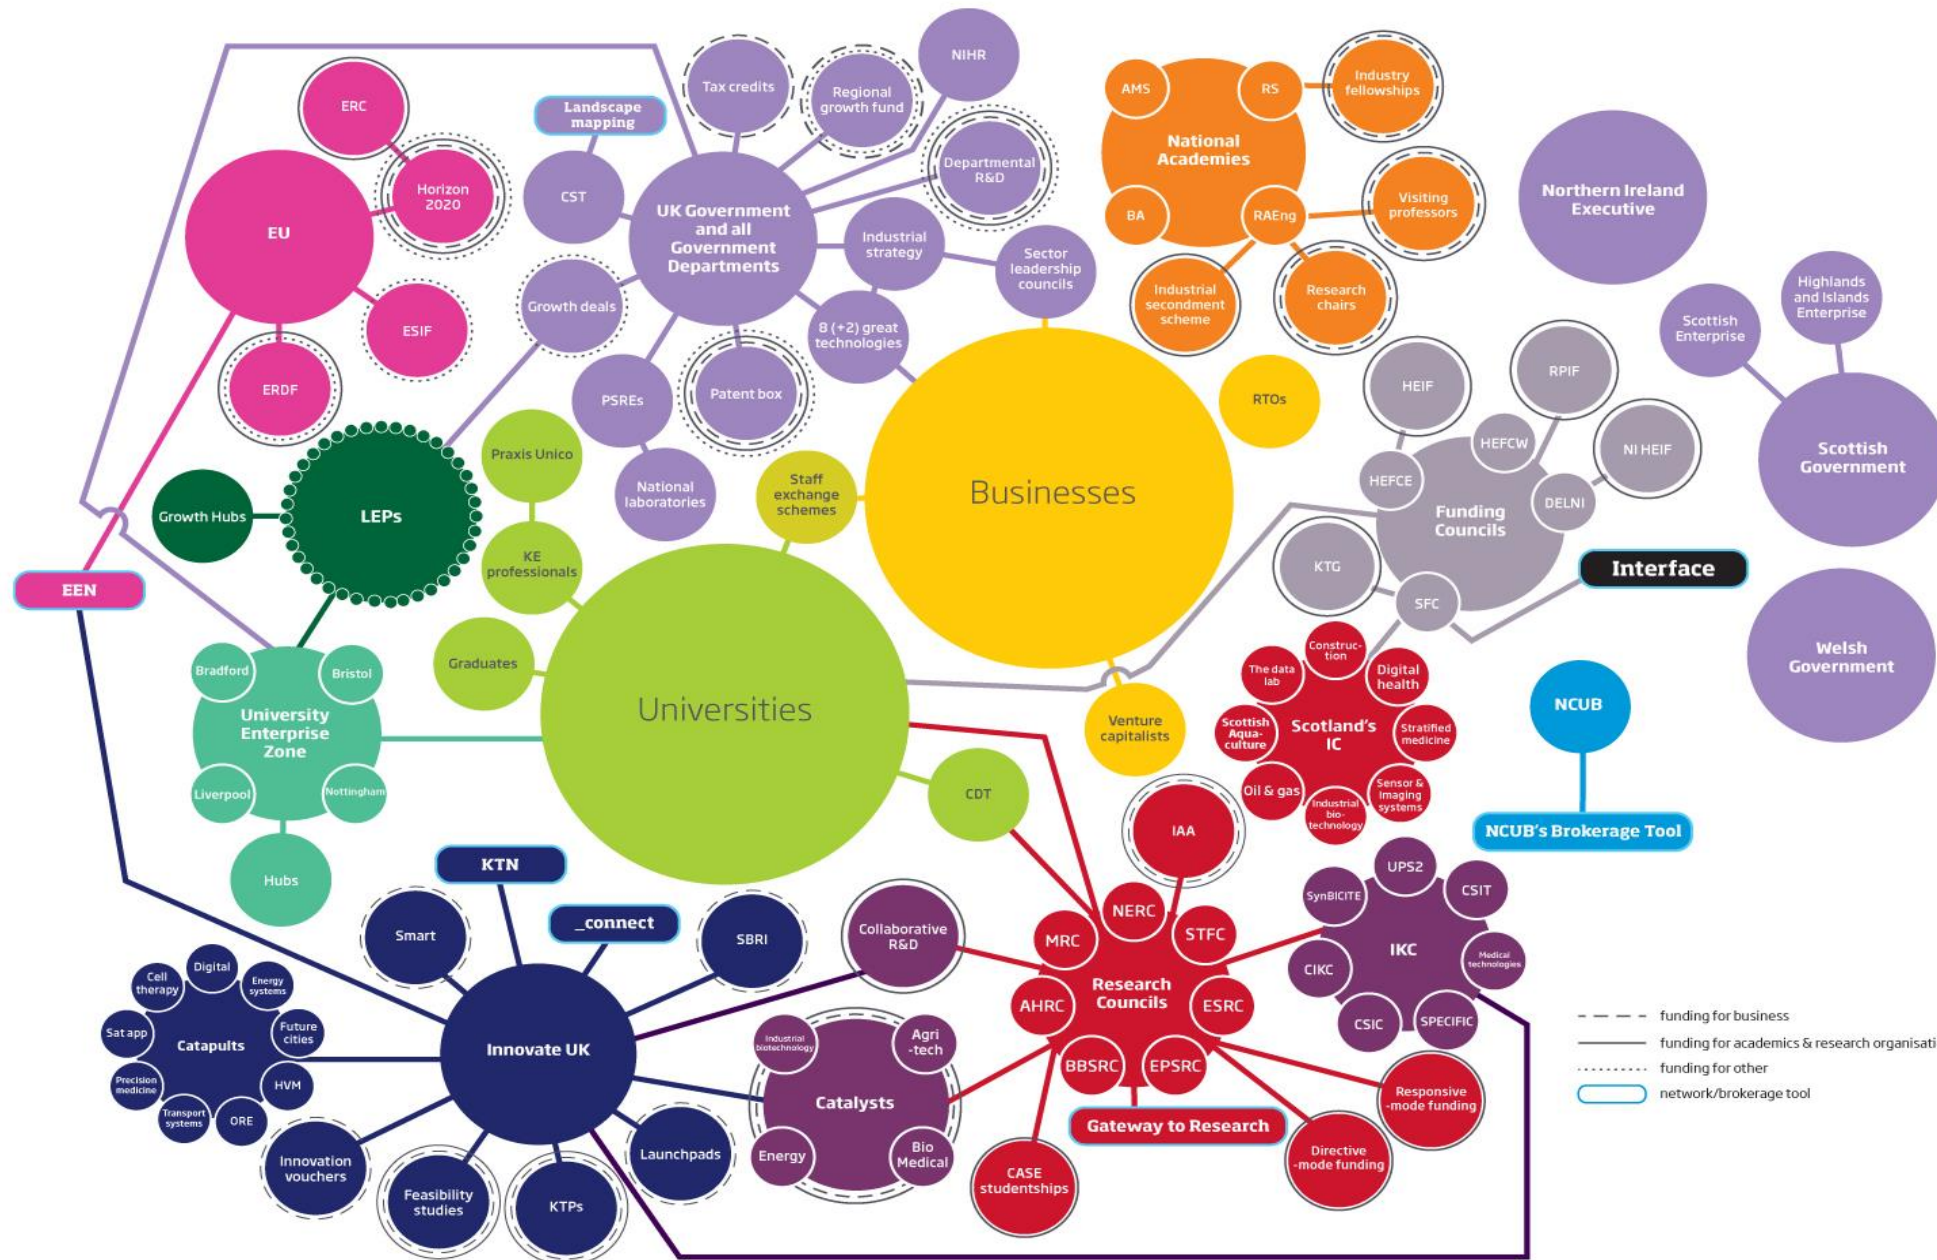 ERC
Horizon
2020
EU
ESIF
ERDF
EEN
Landscape
mapping
CST
Tax credits
Regional
growth fund
NIHR
Departmental
R&D
UK Government
and all
Government
Departments
Industrial
strategy
Sector
leadership
councils
8 (+2) great
technologies
Growth deals
PSREs
Patent box
National
laboratories
AMS
RS
National
Academies
BA
RAEng
Industry
fellowships
Visiting
professors
Research
chairs
Industrial
secondment
scheme
Northern Ireland
Executive
Highlands
and Islands
Enterprise
Scottish
Enterprise
Scottish
Government
Welsh
Government
Growth Hubs
LEPs
Praxis Unico
KE
professionals
Graduates
Staff
exchange
schemes
Businesses
RTOs
Universities
Venture
capitalists
CDT
HEIF
RPIF
NI HEIF
HEFCE
HEFCW
DELNI
Funding
Councils
KTG
SFC
Interface
Bradford
Bristol
University
Enterprise
Zone
Liverpool
Nottingham
Hubs
Construc-
tion
The data
lab
Digital
health
Scottish
Aqua-
culture
Scotland's
IC
Stratified
medicine
Oil & gas
Industrial
bio-
technology
Sensor &
Imaging
systems
NCUB
NCUB's Brokerage Tool
KTN
_connect
Smart
SBRI
Innovate UK
Cell
therapy
Digital
Energy
systems
Sat app
Catapults
Future
cities
Precision
medicine
HVM
Transport
systems
ORE
Innovation
vouchers
Feasibility
studies
KTPs
Launchpads
Collaborative
R&D
Industrial
biotechnology
Agri
-tech
Catalysts
Energy
Bio
Medical
IAA
NERC
MRC
STFC
Research
Councils
AHRC
ESRC
BBSRC
EPSRC
Gateway to Research
CASE
studentships
Directive
-mode funding
Responsive
-mode funding
UPS2
SynBICITE
CSIT
IKC
CIKC
Medical
technologies
CSIC
SPECIFIC
funding for business
funding for academics & research organisati
funding for other
network/brokerage tool